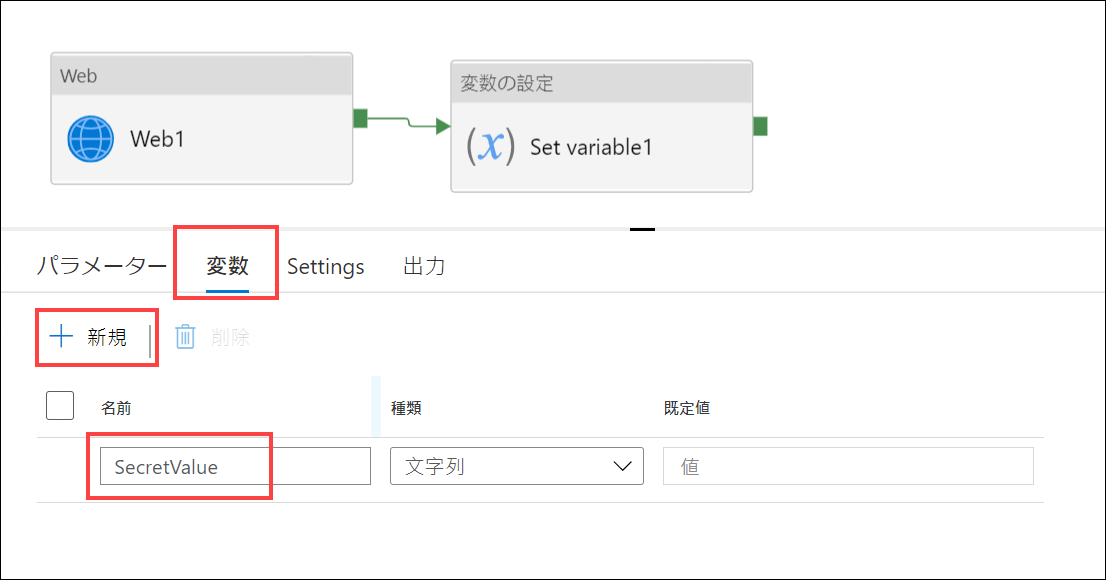 Web
Web1
変数の設定
(x) Set variable1
パラメーター 変数 Settings 出力
新規 削除
名前 種類 既定値
SecretValue 文字列 値